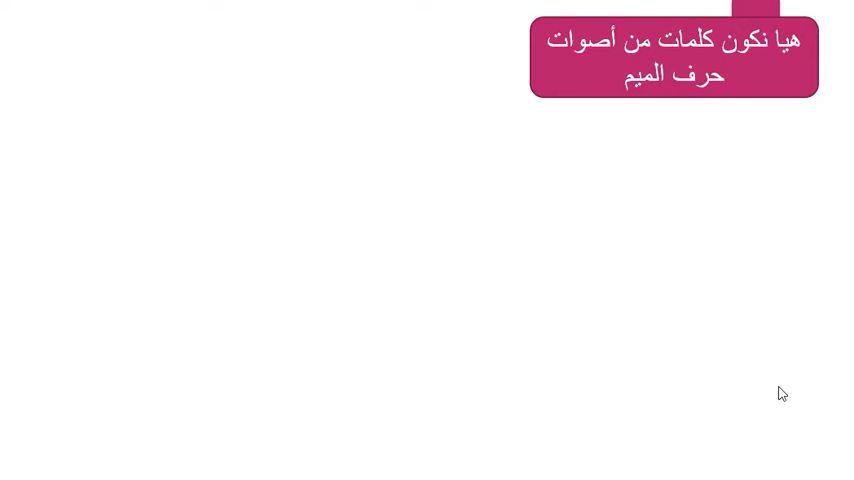 هيا نكون كلمات من أصوات
حرف الميم